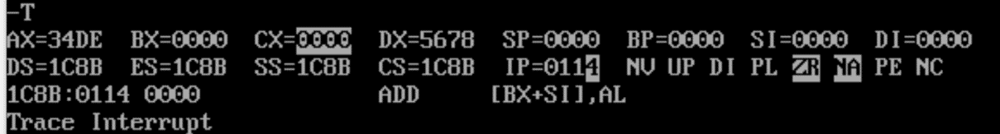 -T
AX=34DE BX=0000 CX=0000 DX=5678 SP=0000 BP=0000 SI=0000 DI=0000
DS=1C8B ES=1C8B SS=1C8B CS=1C8B IP=0114 NV UP DI PL ZR NA PE NC
1C8B:0114 0000 ADD [BX+SI],AL
Trace Interrupt